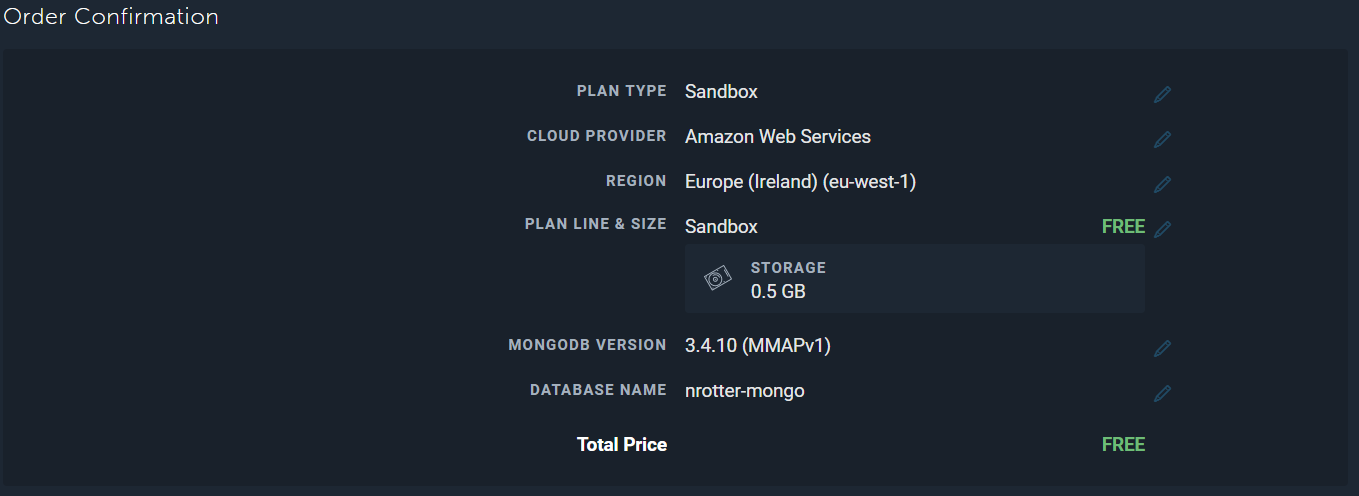 Order Confirmation
PLAN TYPE Sandbox
CLOUD PROVIDER Amazon Web Services
REGION Europe (Ireland) (eu-west-1)
PLAN LINE & SIZE Sandbox FREE
STORAGE
0.5 GB
MONGODB VERSION 3.4.10 (MMAPv1)
DATABASE NAME nrotter-mongo
Total Price FREE